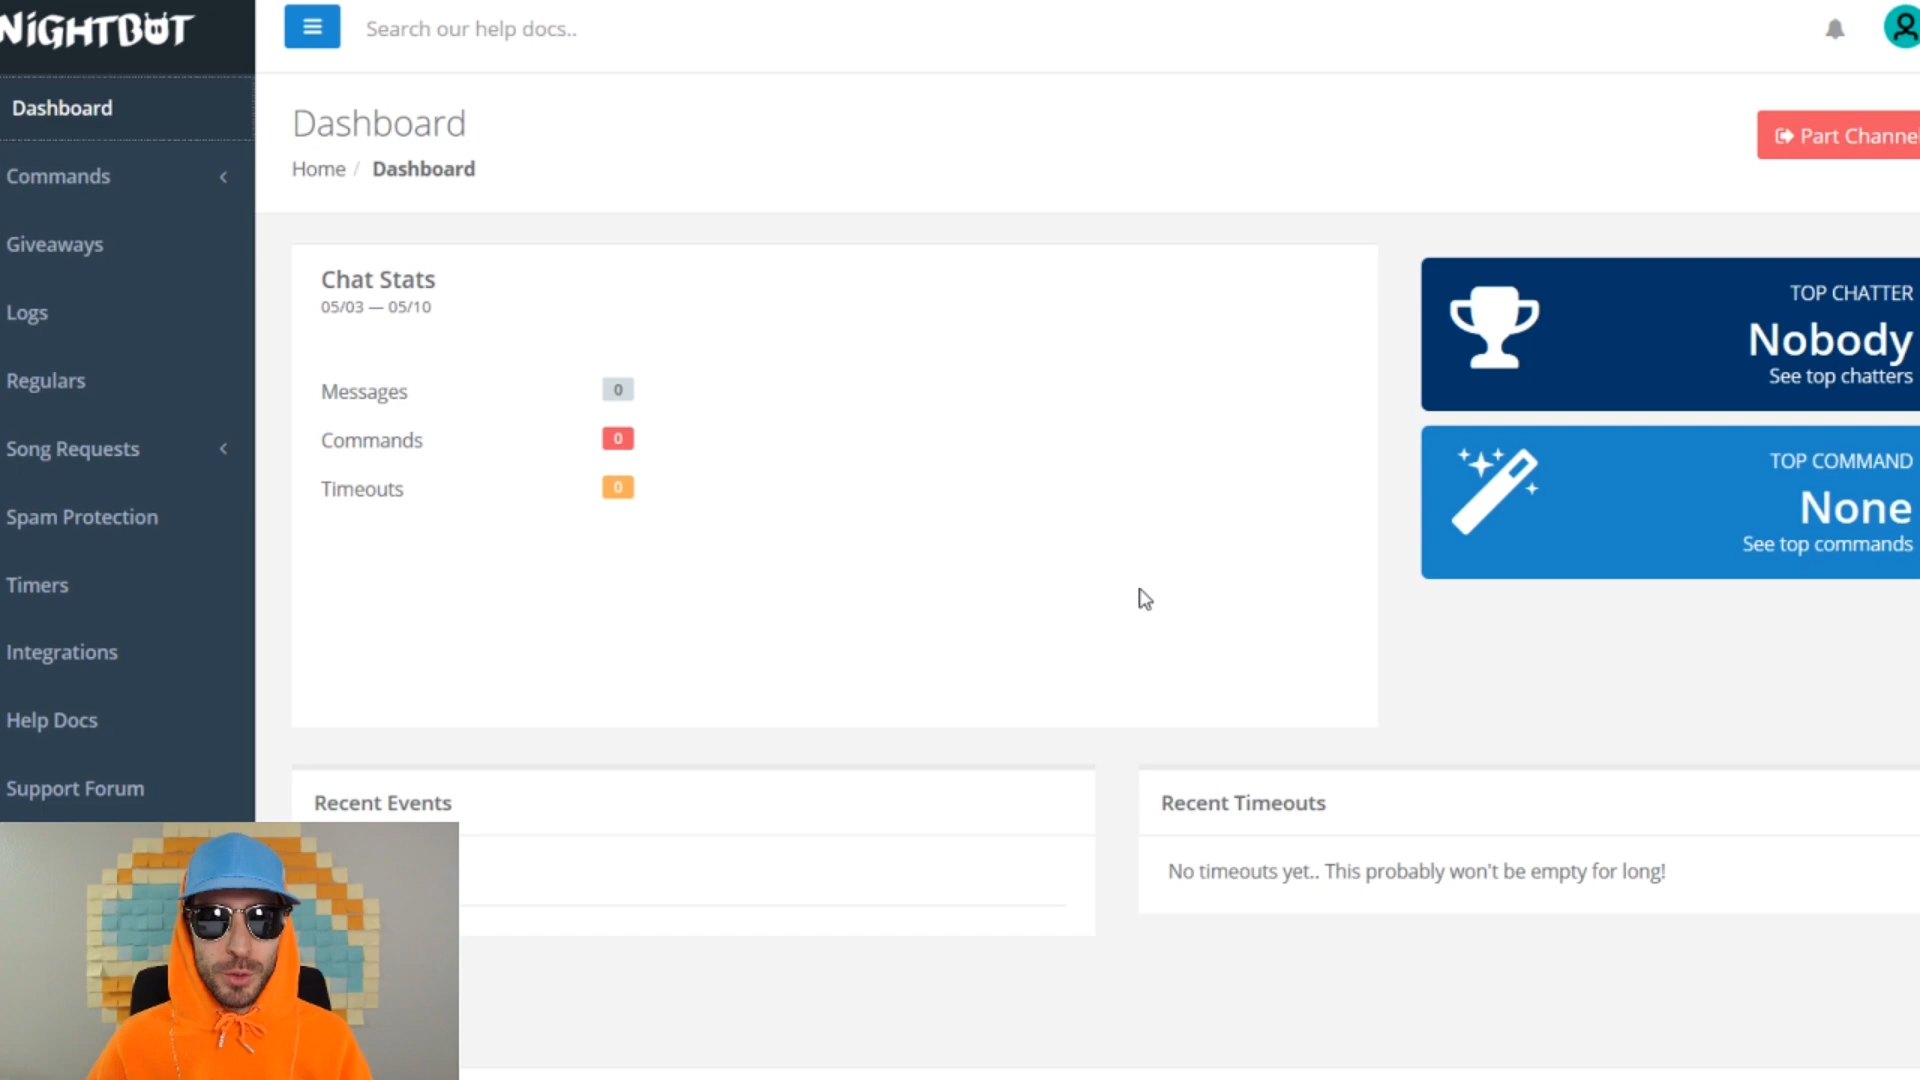 NiGHTBOT
Search our help docs..
Dashboard
Commands
Giveaways
Logs
Regulars
Song Requests
Spam Protection
Timers
Integrations
Help Docs
Support Forum
Dashboard
Home / Dashboard
Part Channel
Chat Stats
05/03 — 05/10
Messages 0
Commands 0
Timeouts 0
TOP CHATTER
Nobody
See top chatters
TOP COMMAND
None
See top commands
Recent Events
Recent Timeouts
No timeouts yet.. This probably won't be empty for long!